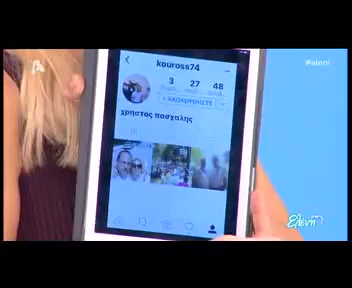 kouross74
#eleni
3 27 48
+ ΑΚΟΛΟΥΘΗΣΤΕ
χρηστος πασχαλης
Ελένη